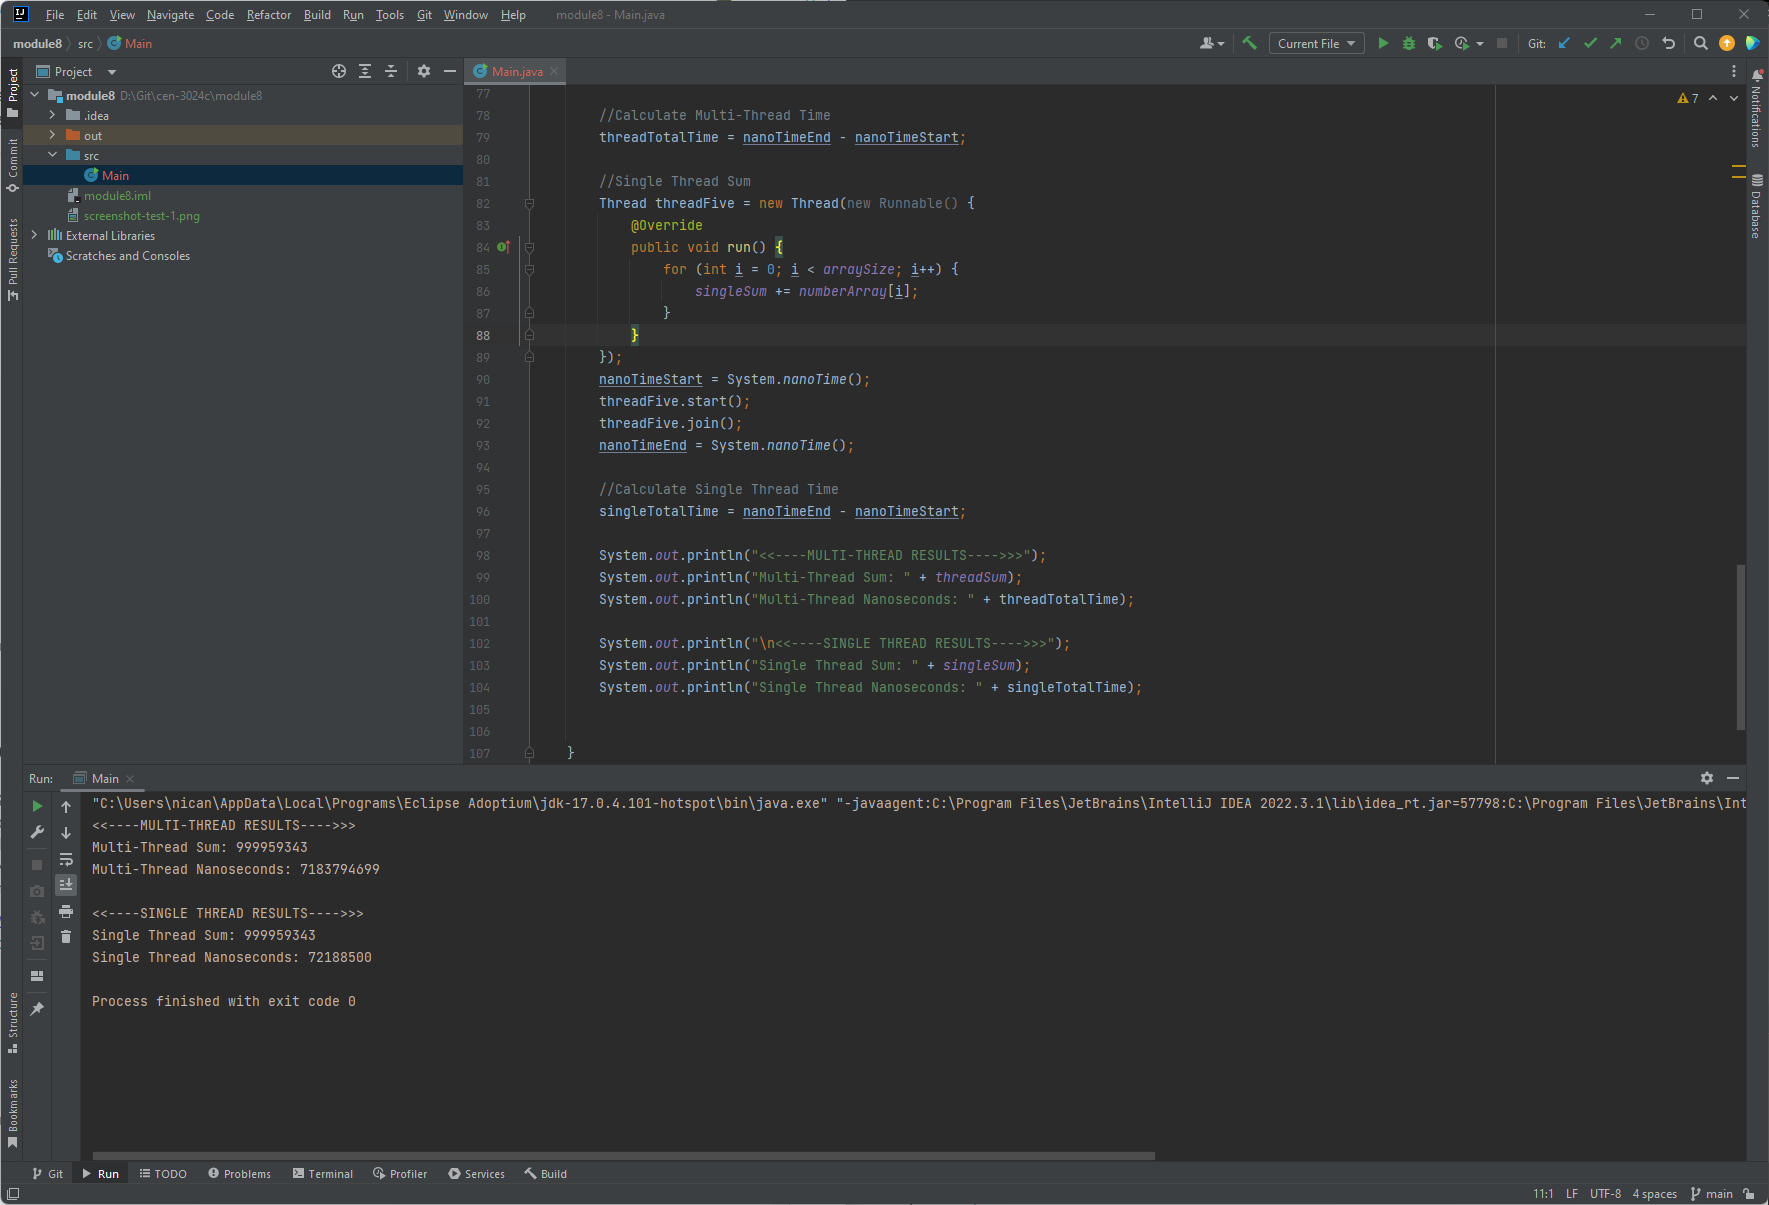 File Edit View Navigate Code Refactor Build Run Tools Git Window Help module8 - Main.java
module8 src Main
Current File
Git:
Project
Main.java
module8 D:\Git\cen-3024c\module8
.idea
out
src
Main
module8.iml
screenshot-test-1.png
External Libraries
Scratches and Consoles
Project
Commit
Pull Requests
7
77
78 //Calculate Multi-Thread Time
79 threadTotalTime = nanoTimeEnd - nanoTimeStart;
80
81 //Single Thread Sum
82 Thread threadFive = new Thread(new Runnable() {
83 @Override
84 public void run() {
85 for (int i = 0; i < arraySize; i++) {
86 singleSum += numberArray[i];
87 }
88 }
89 });
90 nanoTimeStart = System.nanoTime();
91 threadFive.start();
92 threadFive.join();
93 nanoTimeEnd = System.nanoTime();
94
95 //Calculate Single Thread Time
96 singleTotalTime = nanoTimeEnd - nanoTimeStart;
97
98 System.out.println("<<----MULTI-THREAD RESULTS---->>>");
99 System.out.println("Multi-Thread Sum: " + threadSum);
100 System.out.println("Multi-Thread Nanoseconds: " + threadTotalTime);
101
102 System.out.println("\n<<----SINGLE THREAD RESULTS---->>>");
103 System.out.println("Single Thread Sum: " + singleSum);
104 System.out.println("Single Thread Nanoseconds: " + singleTotalTime);
105
106
107 }
Notifications
Database
Run: Main
"C:\Users\nican\AppData\Local\Programs\Eclipse Adoptium\jdk-17.0.4.101-hotspot\bin\java.exe" "-javaagent:C:\Program Files\JetBrains\IntelliJ IDEA 2022.3.1\lib\idea_rt.jar=57798:C:\Program Files\JetBrains\Int
<<----MULTI-THREAD RESULTS---->>>
Multi-Thread Sum: 999959343
Multi-Thread Nanoseconds: 7183794699
<<----SINGLE THREAD RESULTS---->>>
Single Thread Sum: 999959343
Single Thread Nanoseconds: 72188500
Process finished with exit code 0
Structure
Bookmarks
Git Run TODO Problems Terminal Profiler Services Build
11:1 LF UTF-8 4 spaces main